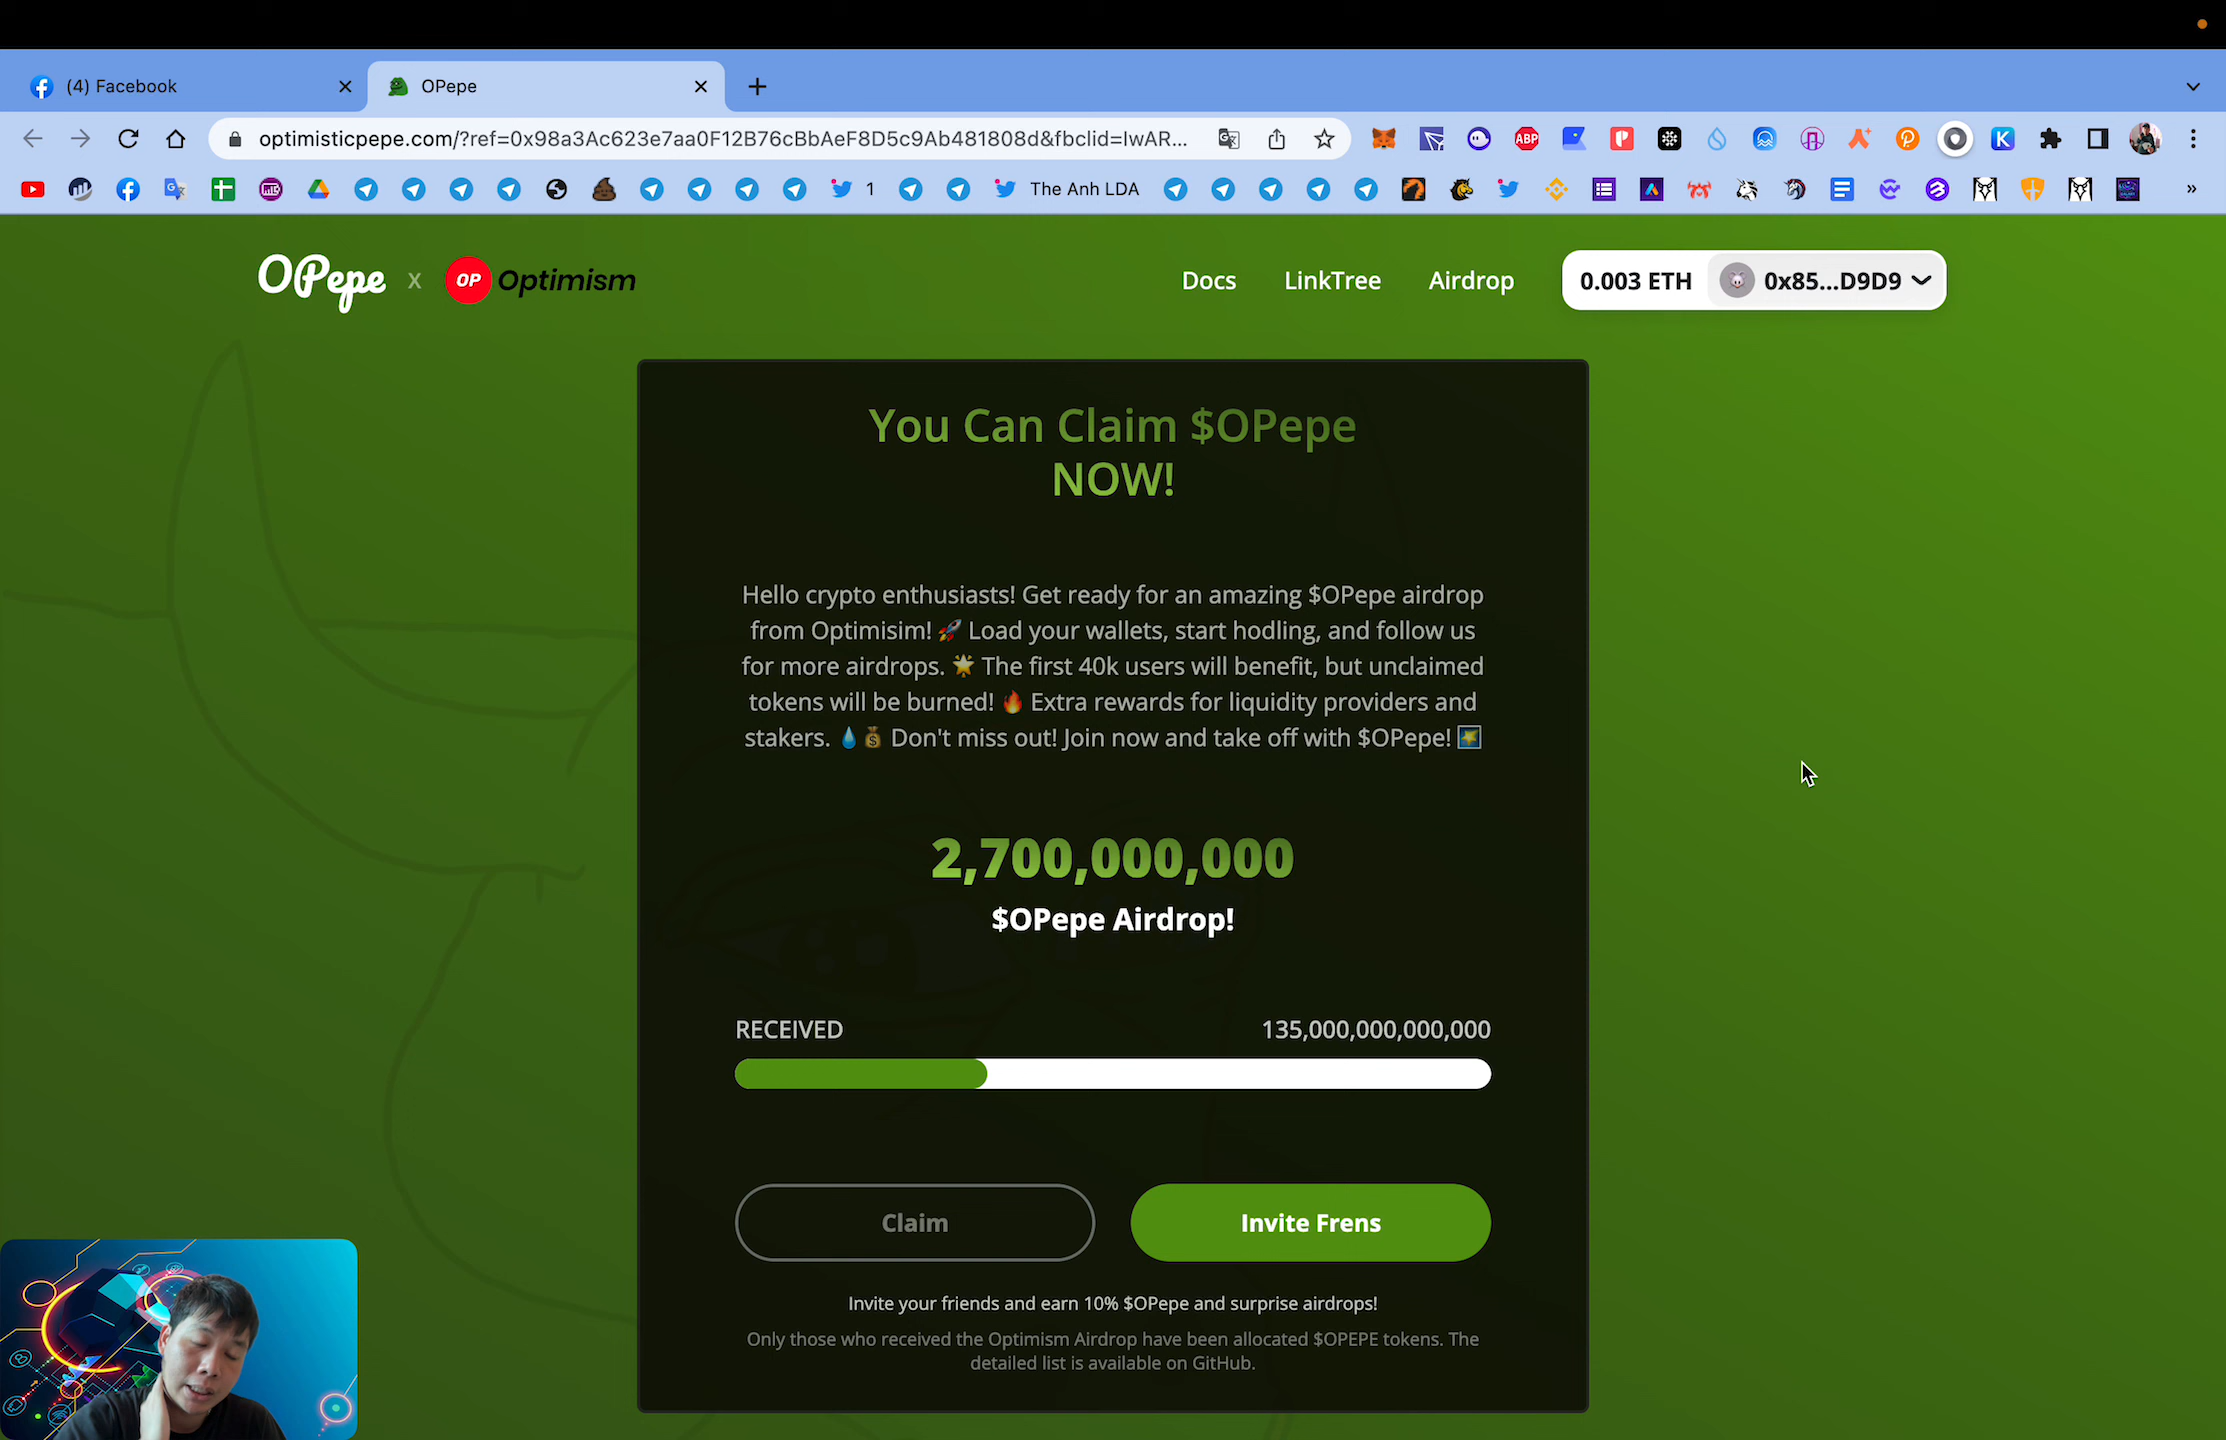 (4) Facebook
OPepe
optimisticpepe.com/?ref=0x98a3Ac623e7aa0F12B76cBbAeF8D5c9Ab481808d&fbclid=IwAR...
ABP
1
The Anh LDA
OPepe x OP Optimism
Docs
LinkTree
Airdrop
0.003 ETH
0x85...D9D9
You Can Claim $OPepe
NOW!
Hello crypto enthusiasts! Get ready for an amazing $OPepe airdrop
from Optimisim! 🚀 Load your wallets, start hodling, and follow us
for more airdrops. 🌟 The first 40k users will benefit, but unclaimed
tokens will be burned! 🔥 Extra rewards for liquidity providers and
stakers. 💧💰 Don't miss out! Join now and take off with $OPepe! 🌠
2,700,000,000
$OPepe Airdrop!
RECEIVED
135,000,000,000,000
Claim
Invite Frens
Invite your friends and earn 10% $OPepe and surprise airdrops!
Only those who received the Optimism Airdrop have been allocated $OPEPE tokens. The
detailed list is available on GitHub.